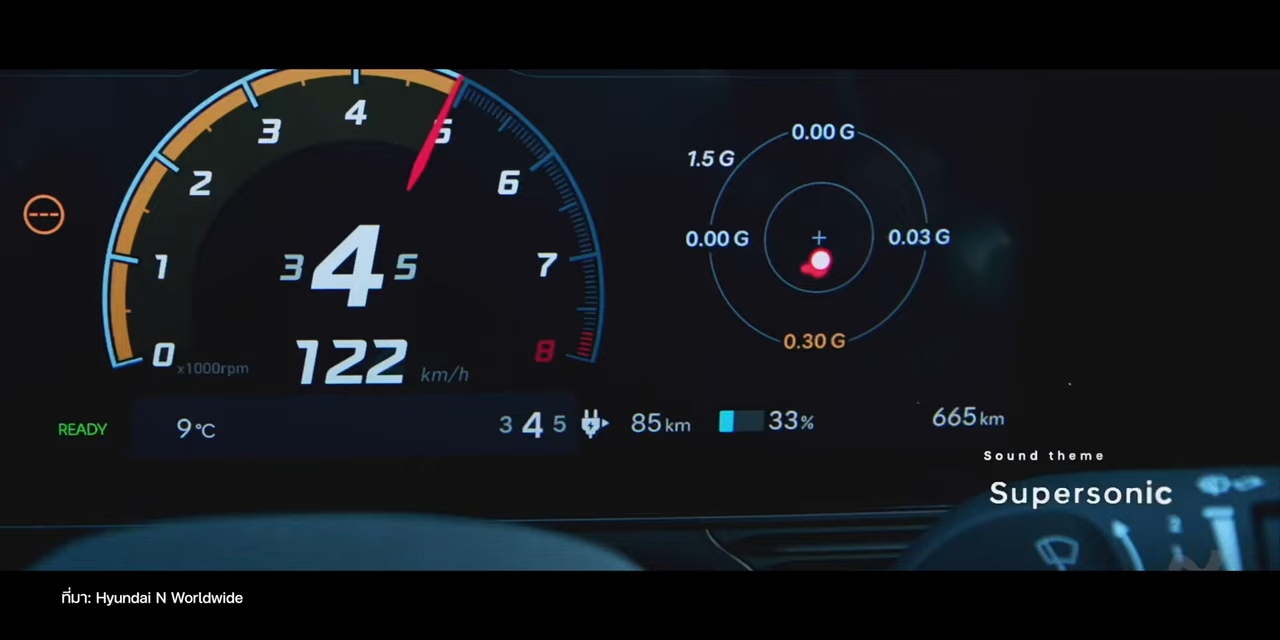 0.00 G
4
3
5
1.5 G
2
6
0.00 G
0.03 G
1
3 4 5
7
0.30 G
0
x1000rpm
122 km/h
8
READY
9 °C
3 4 5
85 km
33%
665 km
Sound theme
Supersonic
ที่มา: Hyundai N Worldwide